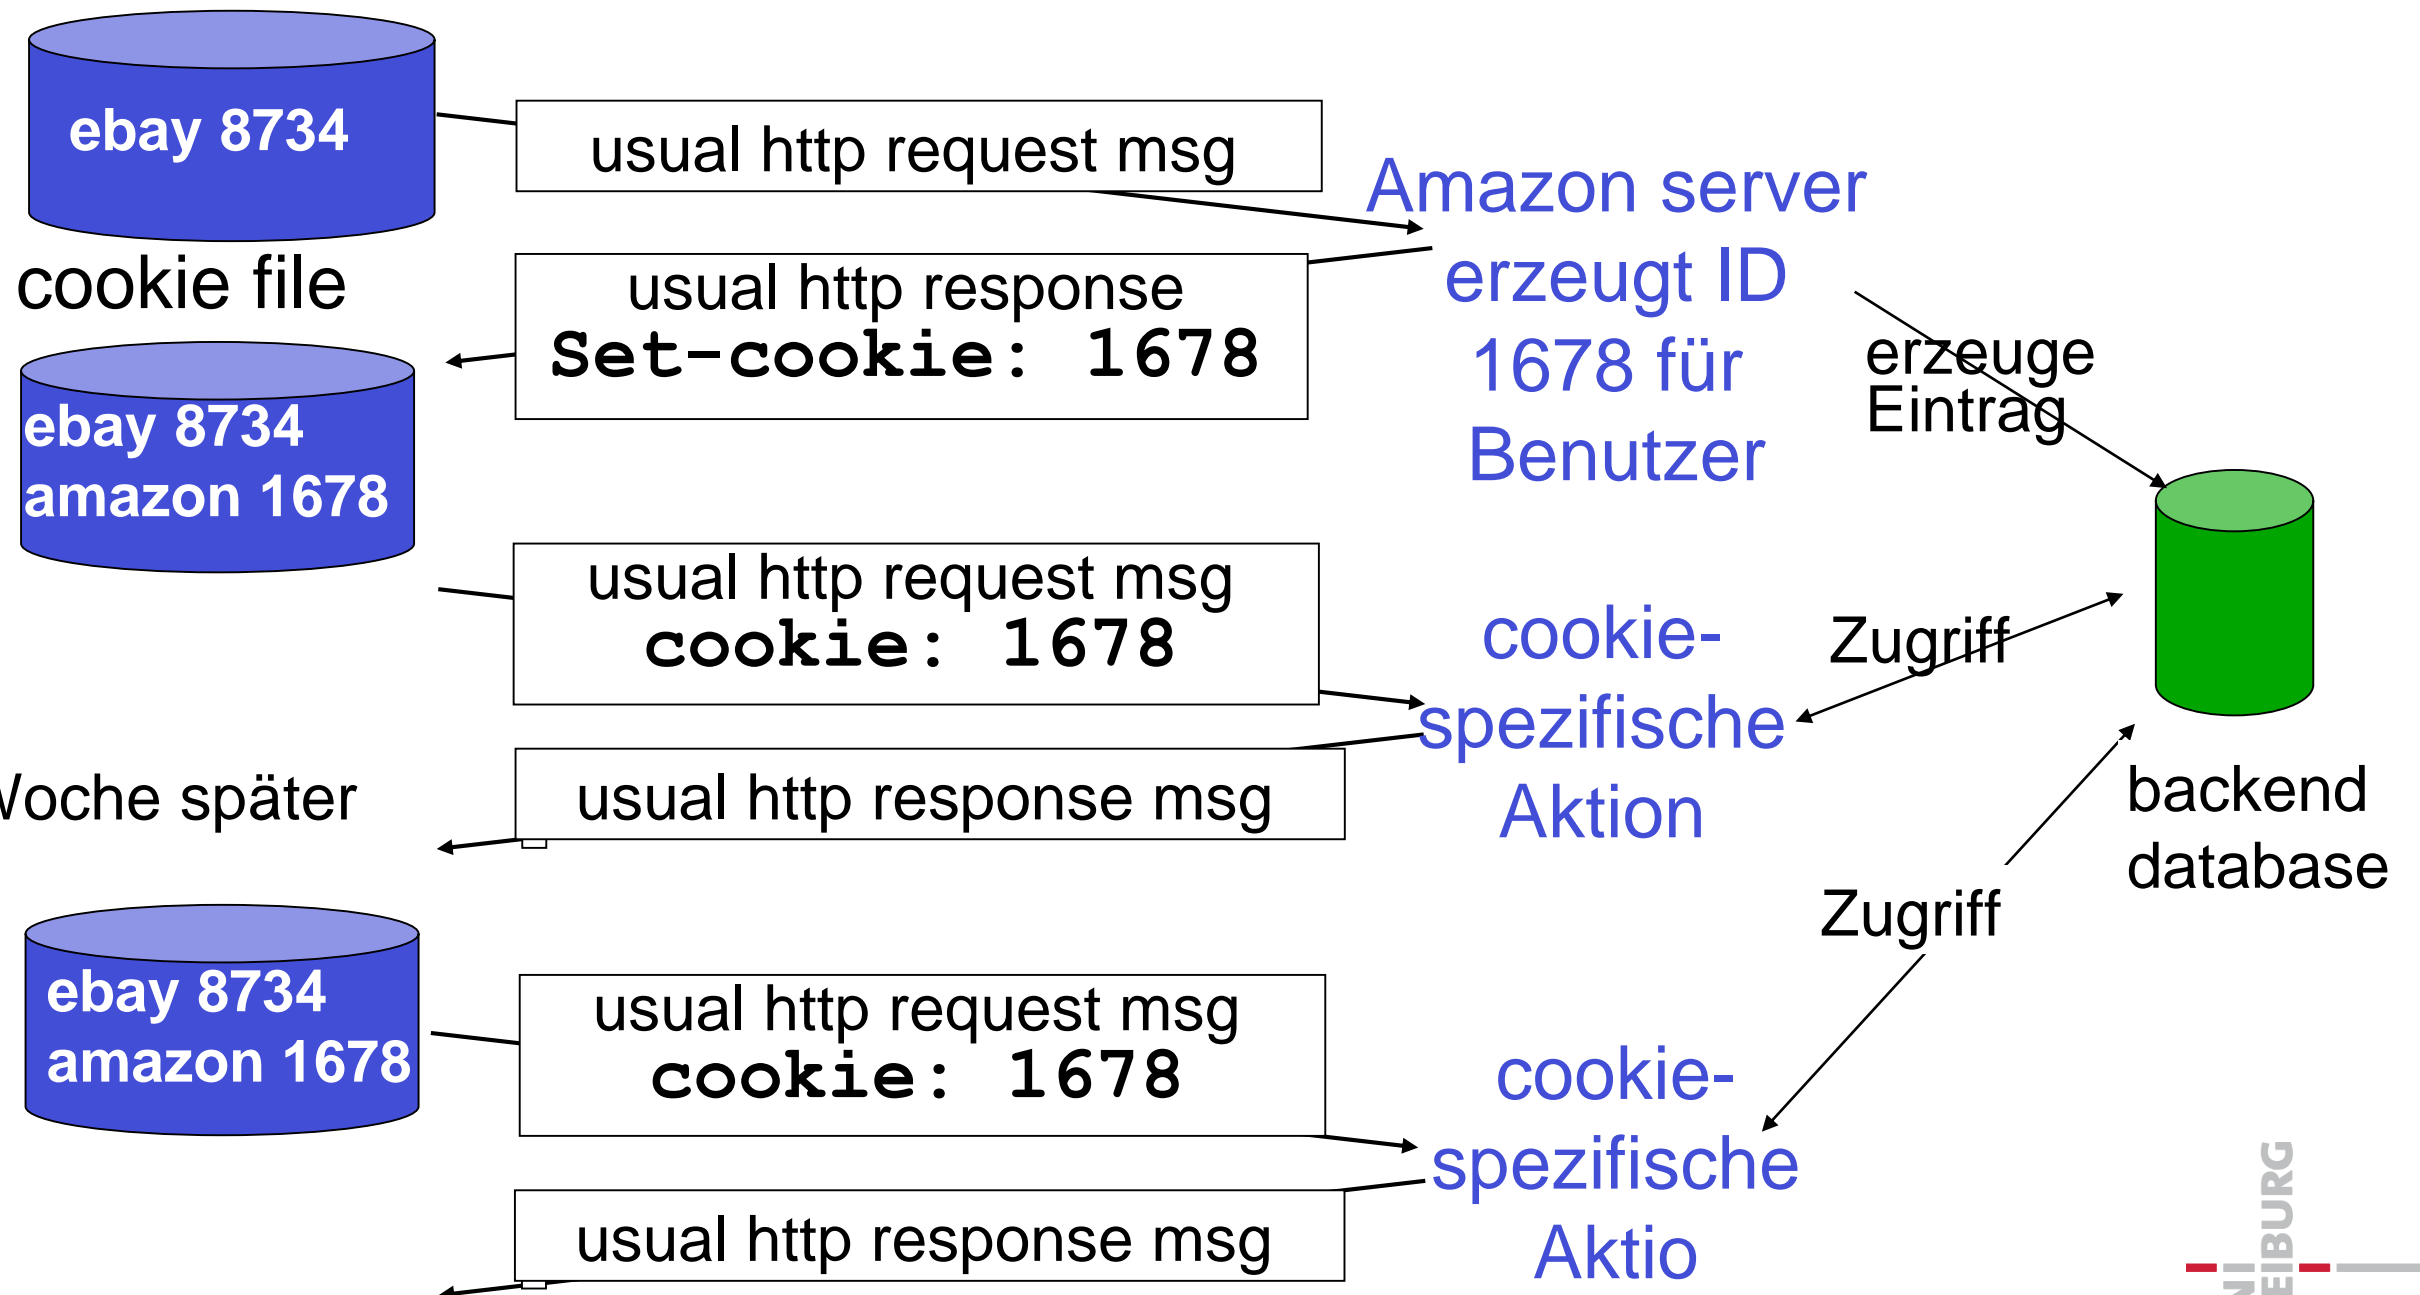 ebay 8734
usual http request msg
Amazon server
erzeugt ID
1678 für
Benutzer
cookie file
usual http response
Set-cookie: 1678
erzeuge
Eintrag
ebay 8734
amazon 1678
usual http request msg
cookie: 1678
cookie-
spezifische
Aktion
Zugriff
Woche später
usual http response msg
backend
database
Zugriff
ebay 8734
amazon 1678
usual http request msg
cookie: 1678
cookie-
spezifische
Aktio
usual http response msg
EIBURG